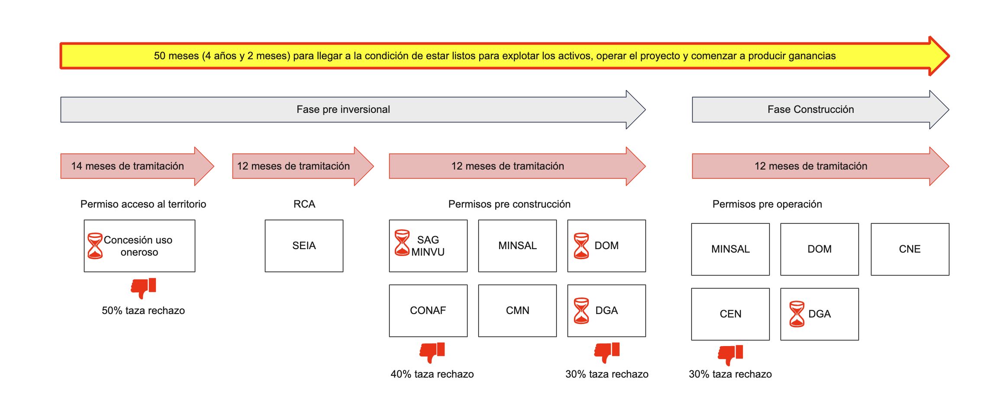 50 meses (4 años y 2 meses) para llegar a la condición de estar listos para explotar los activos, operar el proyecto y comenzar a producir ganancias
Fase pre inversional
Fase Construcción
14 meses de tramitación
12 meses de tramitación
12 meses de tramitación
12 meses de tramitación
Permiso acceso al territorio
RCA
Permisos pre construcción
Permisos pre operación
Concesión uso
oneroso
SEIA
SAG
MINVU
MINSAL
DOM
MINSAL
DOM
CNE
50% taza rechazo
CONAF
CMN
DGA
CEN
DGA
40% taza rechazo
30% taza rechazo
30% taza rechazo